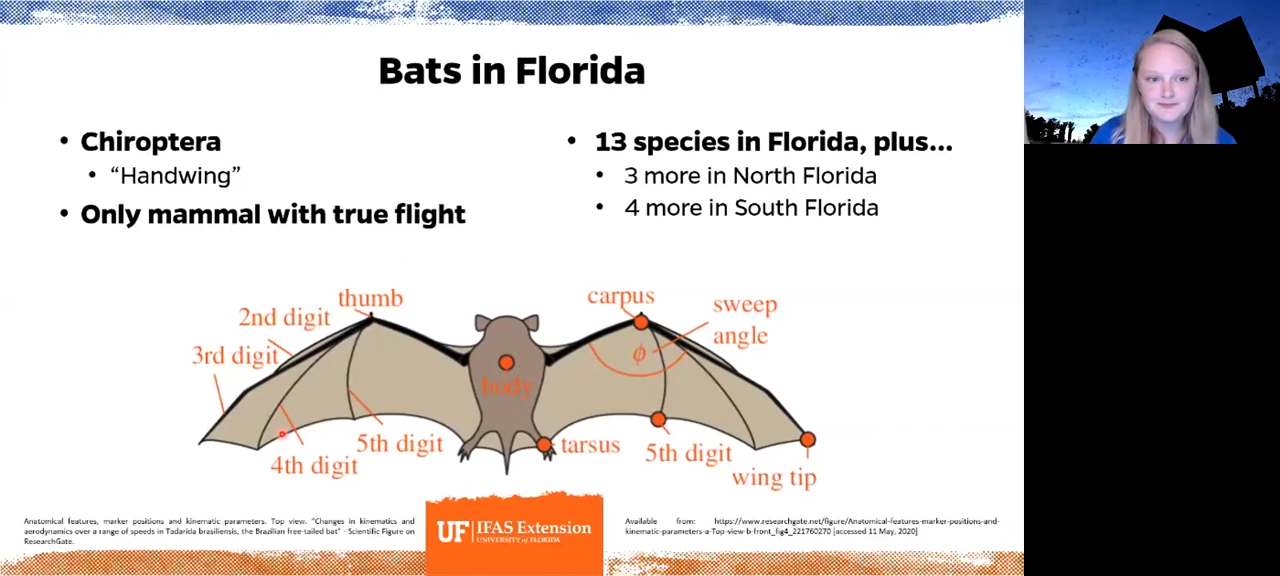 Bats in Florida
• Chiroptera
• “Handwing”
• Only mammal with true flight
• 13 species in Florida, plus...
• 3 more in North Florida
• 4 more in South Florida
thumb
2nd digit
3rd digit
4th digit
5th digit
body
carpus
sweep
angle
ϕ
tarsus
5th digit
wing tip
Anatomical features, marker positions and kinematic parameters. Top view. "Changes in kinematics and
aerodynamics over a range of speeds in Tadarida brasiliensis, the Brazilian free-tailed bat" - Scientific Figure on
ResearchGate.
UF | IFAS Extension
UNIVERSITY of FLORIDA
Available from: https://www.researchgate.net/figure/Anatomical-features-marker-positions-and-
kinematic-parameters-a-Top-view-b-front_fig4_221760270 [accessed 11 May, 2020]